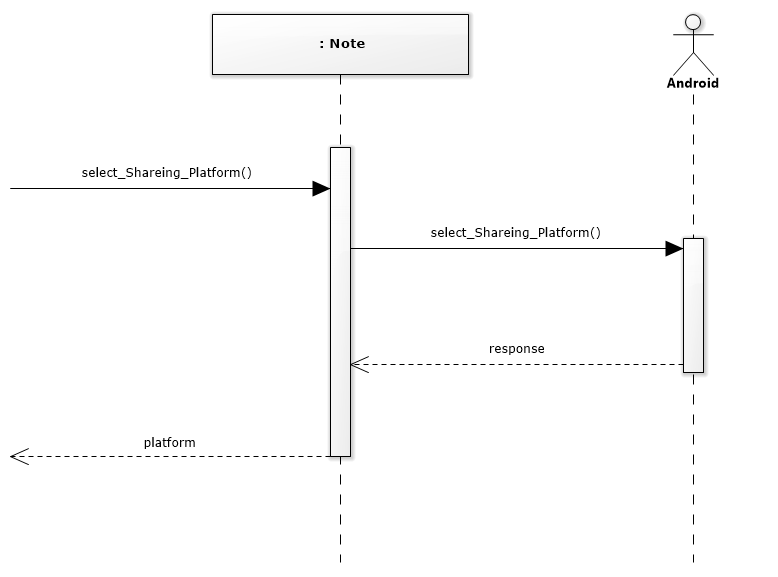 : Note
Android
select_Shareing_Platform()
select_Shareing_Platform()
response
platform